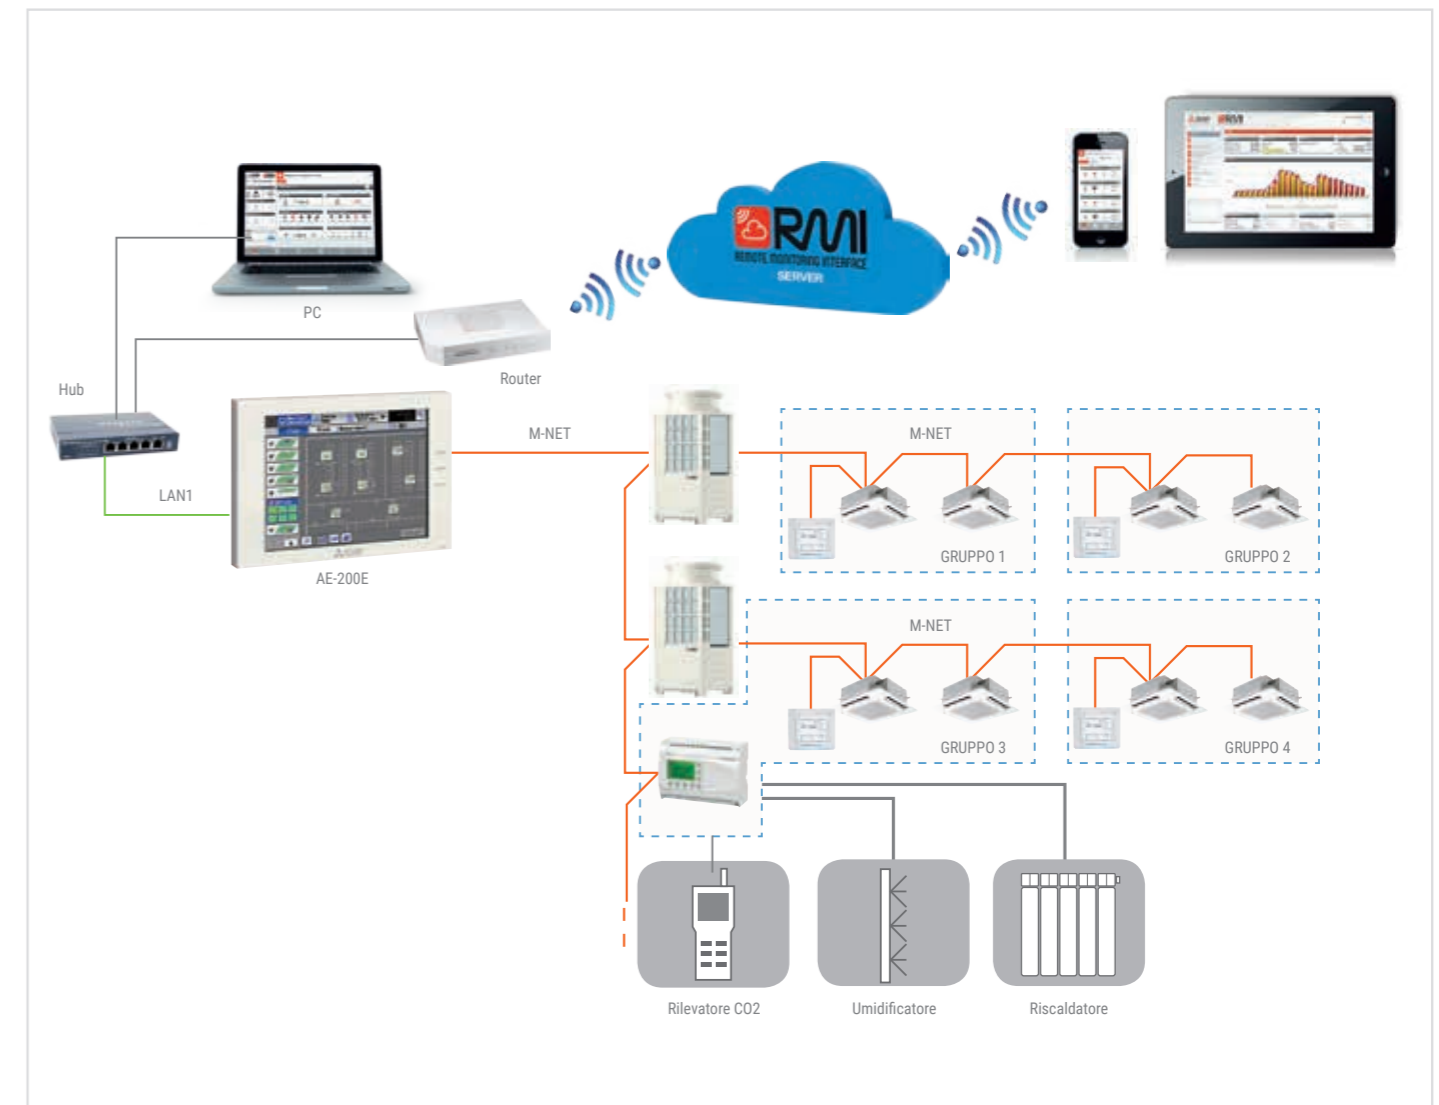 RMI
RMI
REMOTE MONITORING INTERFACE
SERVER
PC
Router
Hub
M-NET
M-NET
LAN1
GRUPPO 1
GRUPPO 2
AE-200E
M-NET
GRUPPO 3
GRUPPO 4
Rilevatore CO2
Umidificatore
Riscaldatore